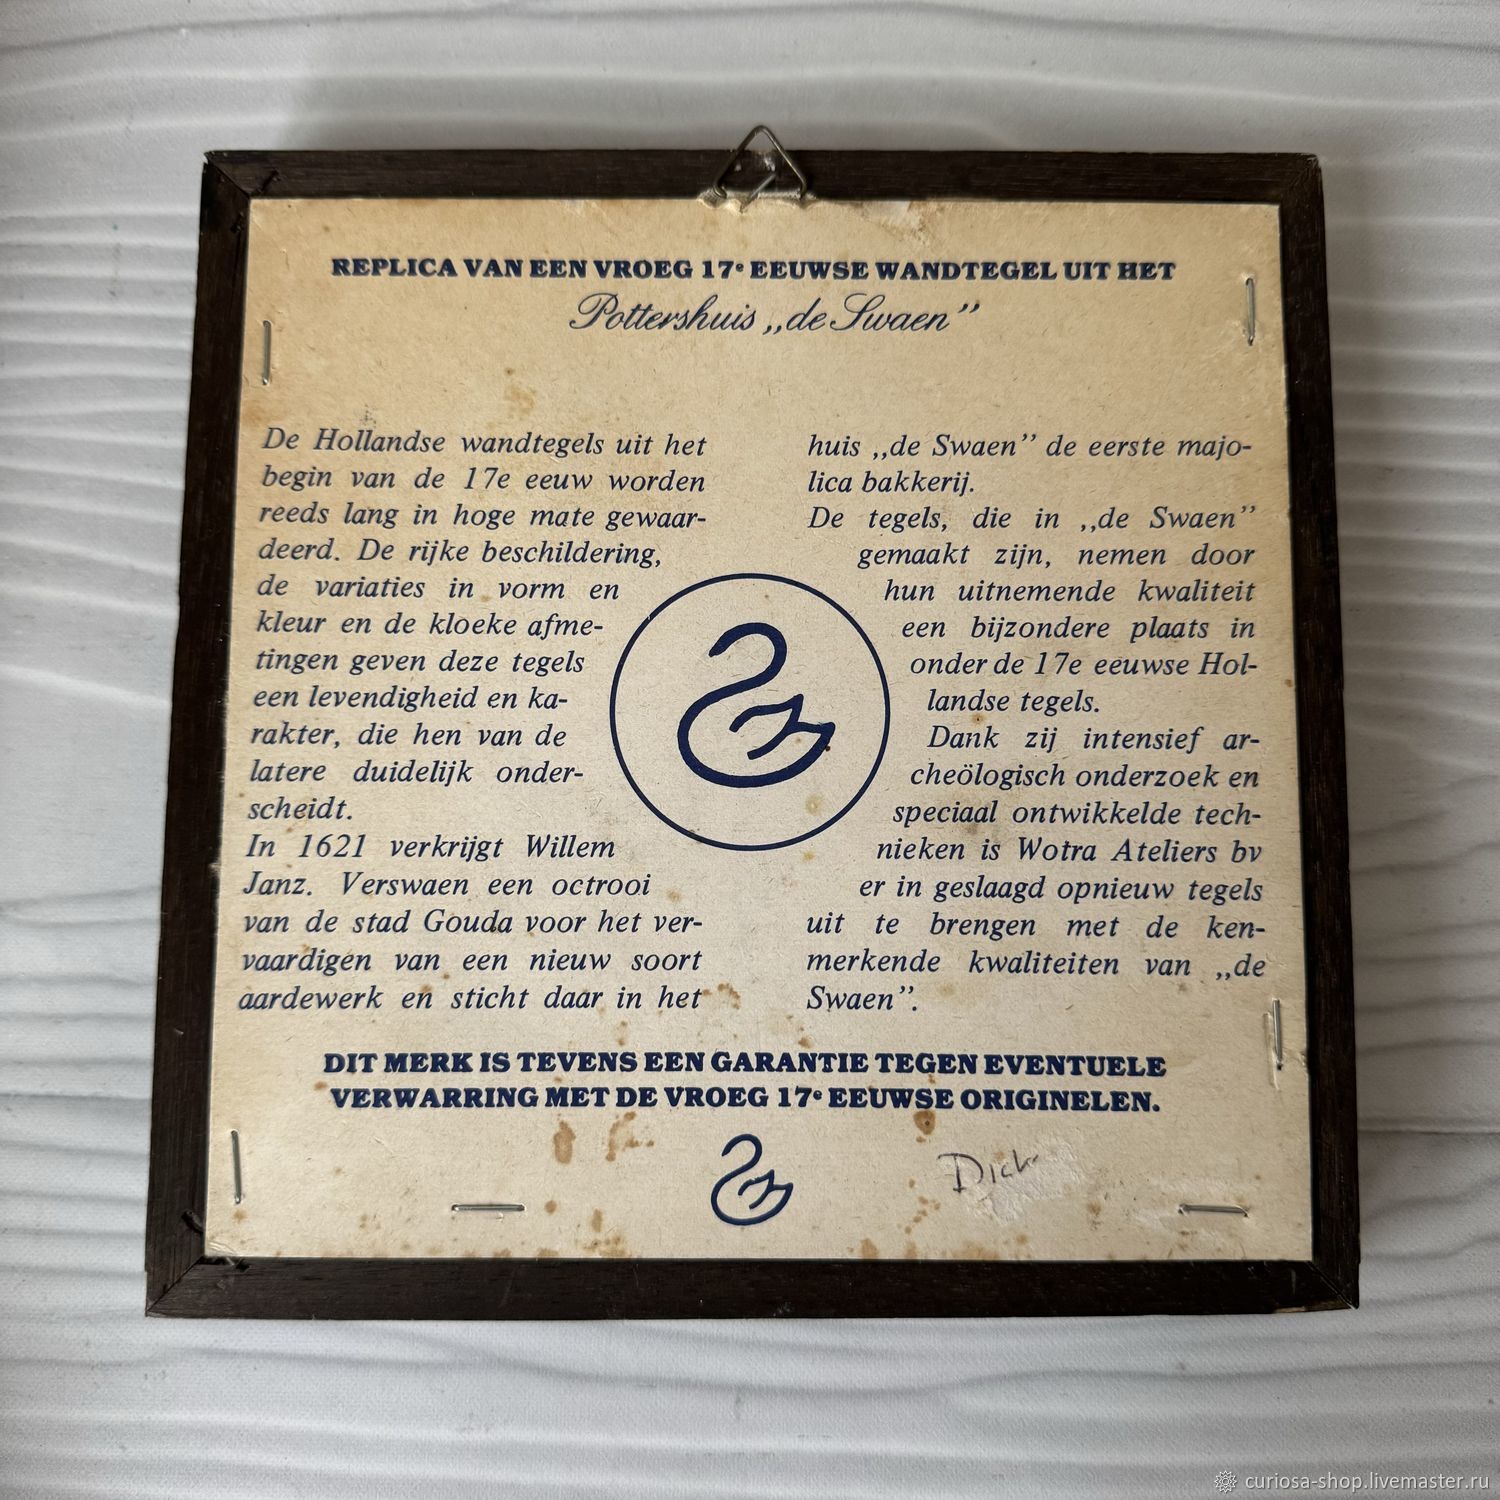 REPLICA VAN EEN VROEG 17e EEUWSE WANDTEGEL UIT HET
Pottershuis „de Swaen”
De Hollandse wandtegels uit het
begin van de 17e eeuw worden
reeds lang in hoge mate gewaar-
deerd. De rijke beschildering,
de variaties in vorm en
kleur en de kloeke afme-
tingen geven deze tegels
een levendigheid en ka-
rakter, die hen van de
latere duidelijk onder-
scheidt.
In 1621 verkrijgt Willem
Janz. Verswaen een octrooi
van de stad Gouda voor het ver-
vaardigen van een nieuw soort
aardewerk en sticht daar in het
huis „de Swaen” de eerste majo-
lica bakkerij.
De tegels, die in „de Swaen”
gemaakt zijn, nemen door
hun uitnemende kwaliteit
een bijzondere plaats in
onder de 17e eeuwse Hol-
landse tegels.
Dank zij intensief ar-
cheölogisch onderzoek en
speciaal ontwikkelde tech-
nieken is Wotra Ateliers bv
er in geslaagd opnieuw tegels
uit te brengen met de ken-
merkende kwaliteiten van „de
Swaen”.
DIT MERK IS TEVENS EEN GARANTIE TEGEN EVENTUELE
VERWARRING MET DE VROEG 17e EEUWSE ORIGINELEN.
Dick
curiosa-shop.livemaster.ru